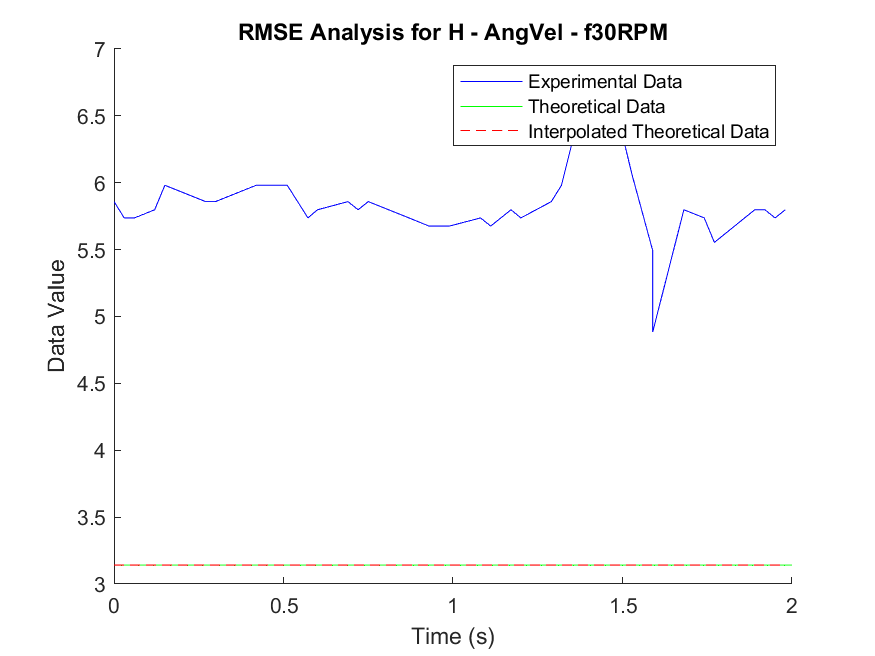 RMSE Analysis for H - AngVel - f30RPM
7
6.5
6
5.5
5
4.5
4
3.5
3
Data Value
Experimental Data
Theoretical Data
Interpolated Theoretical Data
0
0.5
1
1.5
2
Time (s)